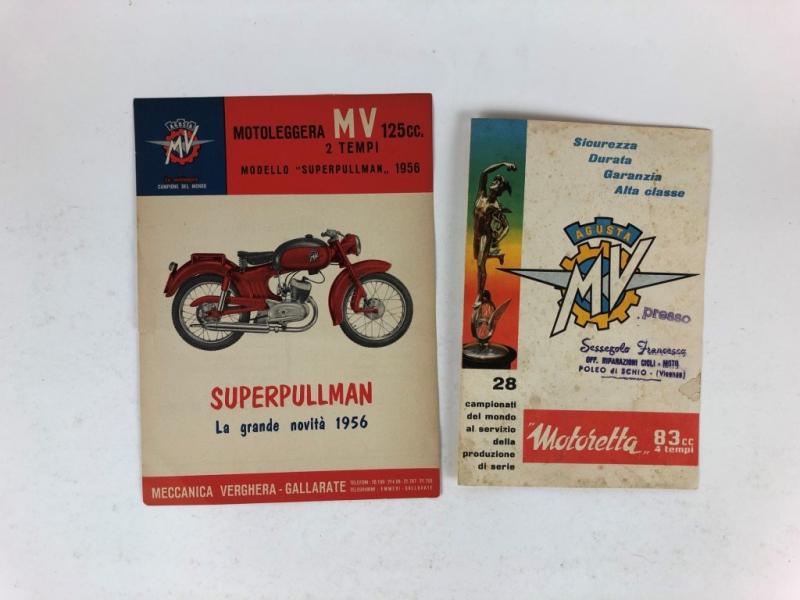 AGUSTA
MV
CAMPIONE DEL MONDO
MOTOLEGGERA MV 125cc.
2 TEMPI
MODELLO "SUPERPULLMAN„ 1956
MV
SUPERPULLMAN
La grande novità 1956
MECCANICA VERGHERA - GALLARATE
Sicurezza
Durata
Garanzia
Alta classe
AGUSTA
MV
presso
Sessegolo Francesco
OFF. RIPARAZIONI CICLI - MOTO
POLEO di SCHIO - (Vicenza)
28
campionati
del mondo
al servizio
della
produzione
di serie
"Motoretta„ 83cc
4 tempi